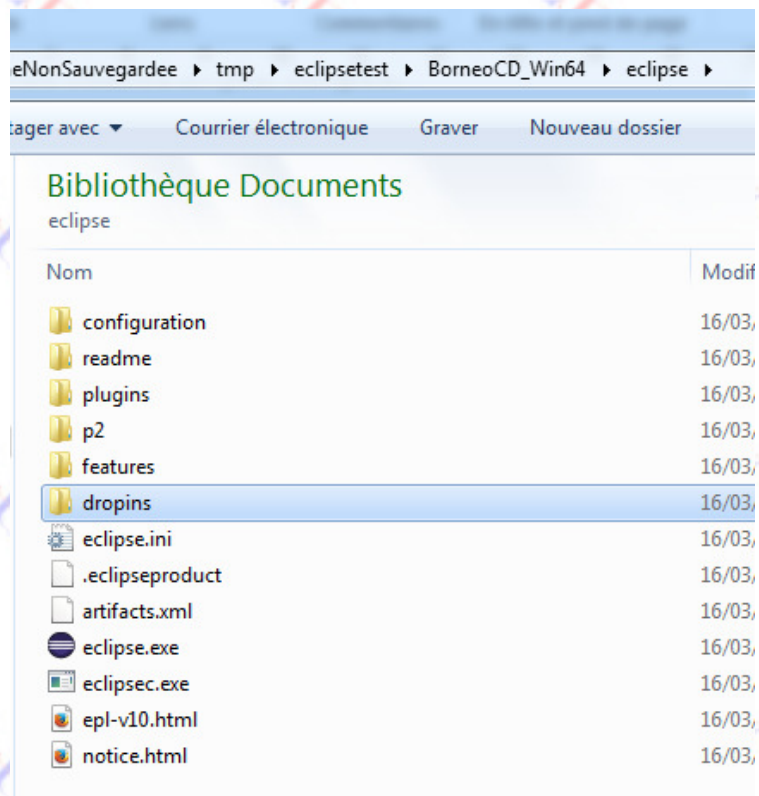 eNonSauvegardee ▸ tmp ▸ eclipsetest ▸ BorneoCD_Win64 ▸ eclipse ▸
tager avec ▾ Courrier électronique Graver Nouveau dossier
Bibliothèque Documents
eclipse
Nom Modif
configuration 16/03/
readme 16/03/
plugins 16/03/
p2 16/03/
features 16/03/
dropins 16/03/
eclipse.ini 16/03/
.eclipseproduct 16/03/
artifacts.xml 16/03/
eclipse.exe 16/03/
eclipsec.exe 16/03/
epl-v10.html 16/03/
notice.html 16/03/